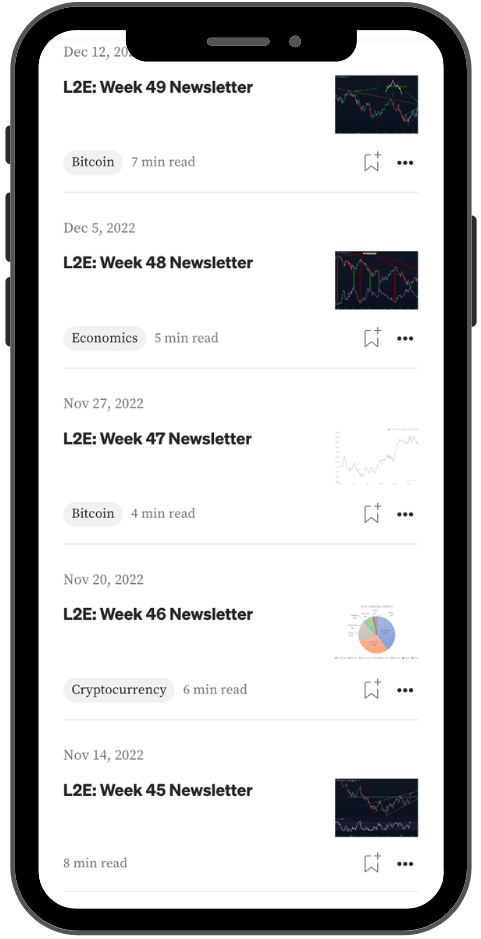 Dec 12, 20
L2E: Week 49 Newsletter
Bitcoin 7 min read
Dec 5, 2022
L2E: Week 48 Newsletter
Economics 5 min read
Nov 27, 2022
L2E: Week 47 Newsletter
Bitcoin 4 min read
Nov 20, 2022
L2E: Week 46 Newsletter
Cryptocurrency 6 min read
Nov 14, 2022
L2E: Week 45 Newsletter
8 min read